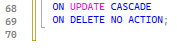 68 ON UPDATE CASCADE
69 ON DELETE NO ACTION;
70